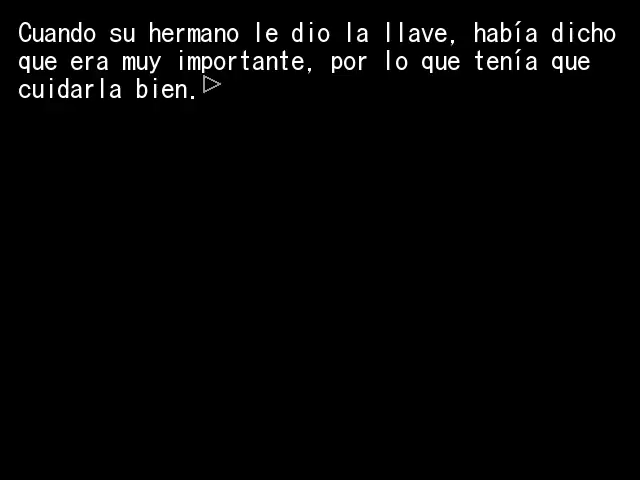 Cuando su hermano le dio la llave, había dicho
que era muy importante, por lo que tenía que
cuidarla bien.